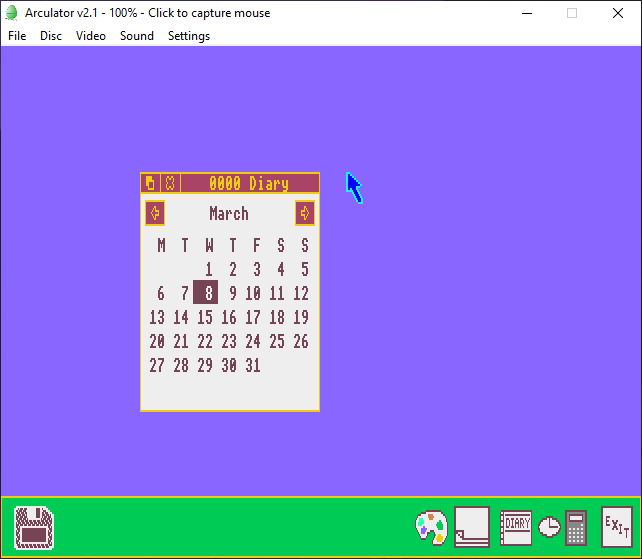 Arculator v2.1 - 100% - Click to capture mouse
File Disc Video Sound Settings
0000 Diary
March
M T W T F S S
1 2 3 4 5
6 7 8 9 10 11 12
13 14 15 16 17 18 19
20 21 22 23 24 25 26
27 28 29 30 31
DIARY
EXIT